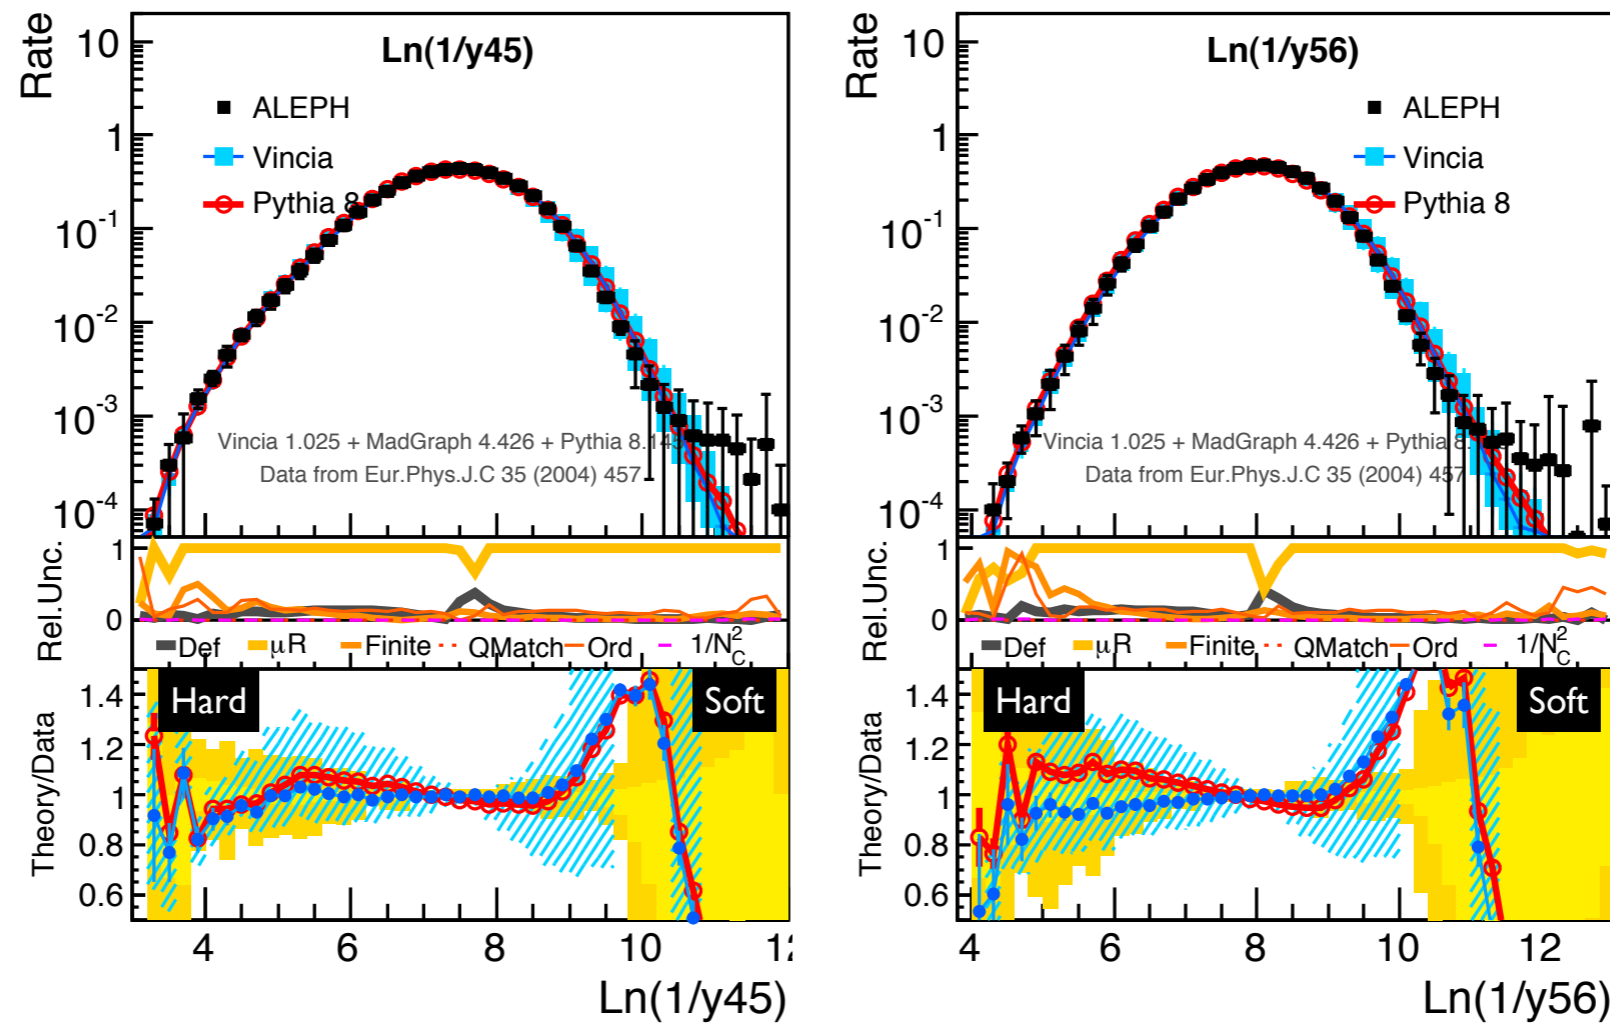 Ln(1/y45)
Rate
10
1
10-1
10-2
10-3
10-4
ALEPH
Vincia
Pythia 8
Vincia 1.025 + MadGraph 4.426 + Pythia 8.145
Data from Eur.Phys.J.C 35 (2004) 457
Rel.Unc.
1
0
Def μR Finite QMatch Ord 1/N2C
Theory/Data
Hard Soft
1.4
1.2
1
0.8
0.6
4 6 8 10 12
Ln(1/y45)
Ln(1/y56)
Rate
10
1
10-1
10-2
10-3
10-4
ALEPH
Vincia
Pythia 8
Vincia 1.025 + MadGraph 4.426 + Pythia 8.
Data from Eur.Phys.J.C 35 (2004) 457
Rel.Unc.
1
0
Def μR Finite QMatch Ord 1/N2C
Theory/Data
Hard Soft
1.4
1.2
1
0.8
0.6
4 6 8 10 12
Ln(1/y56)